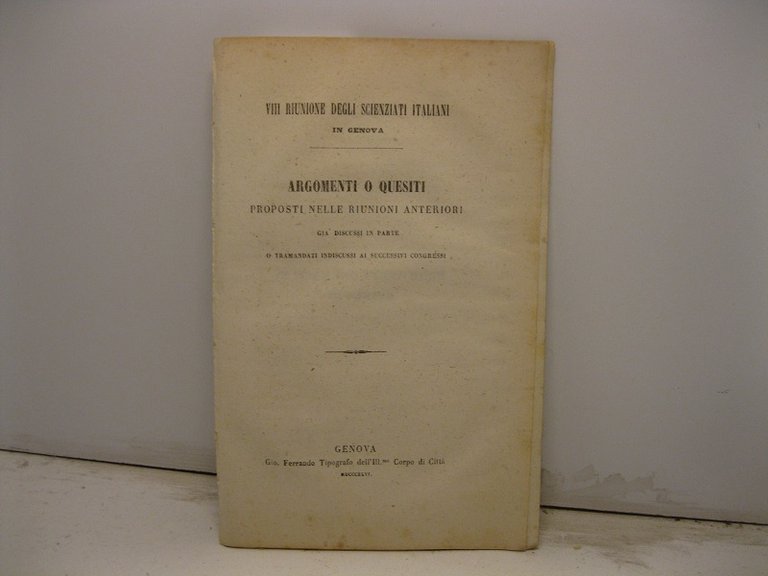 VIII RIUNIONE DEGLI SCIENZIATI ITALIANI
IN GENOVA
ARGOMENTI O QUESITI
PROPOSTI NELLE RIUNIONI ANTERIORI
GIA' DISCUSSI IN PARTE
O TRAMANDATI INDISCUSSI AI SUCCESSIVI CONGRESSI
GENOVA
Gio. Ferrando Tipografo dell'Ill.mo Corpo di Città
MDCCCXLVI.